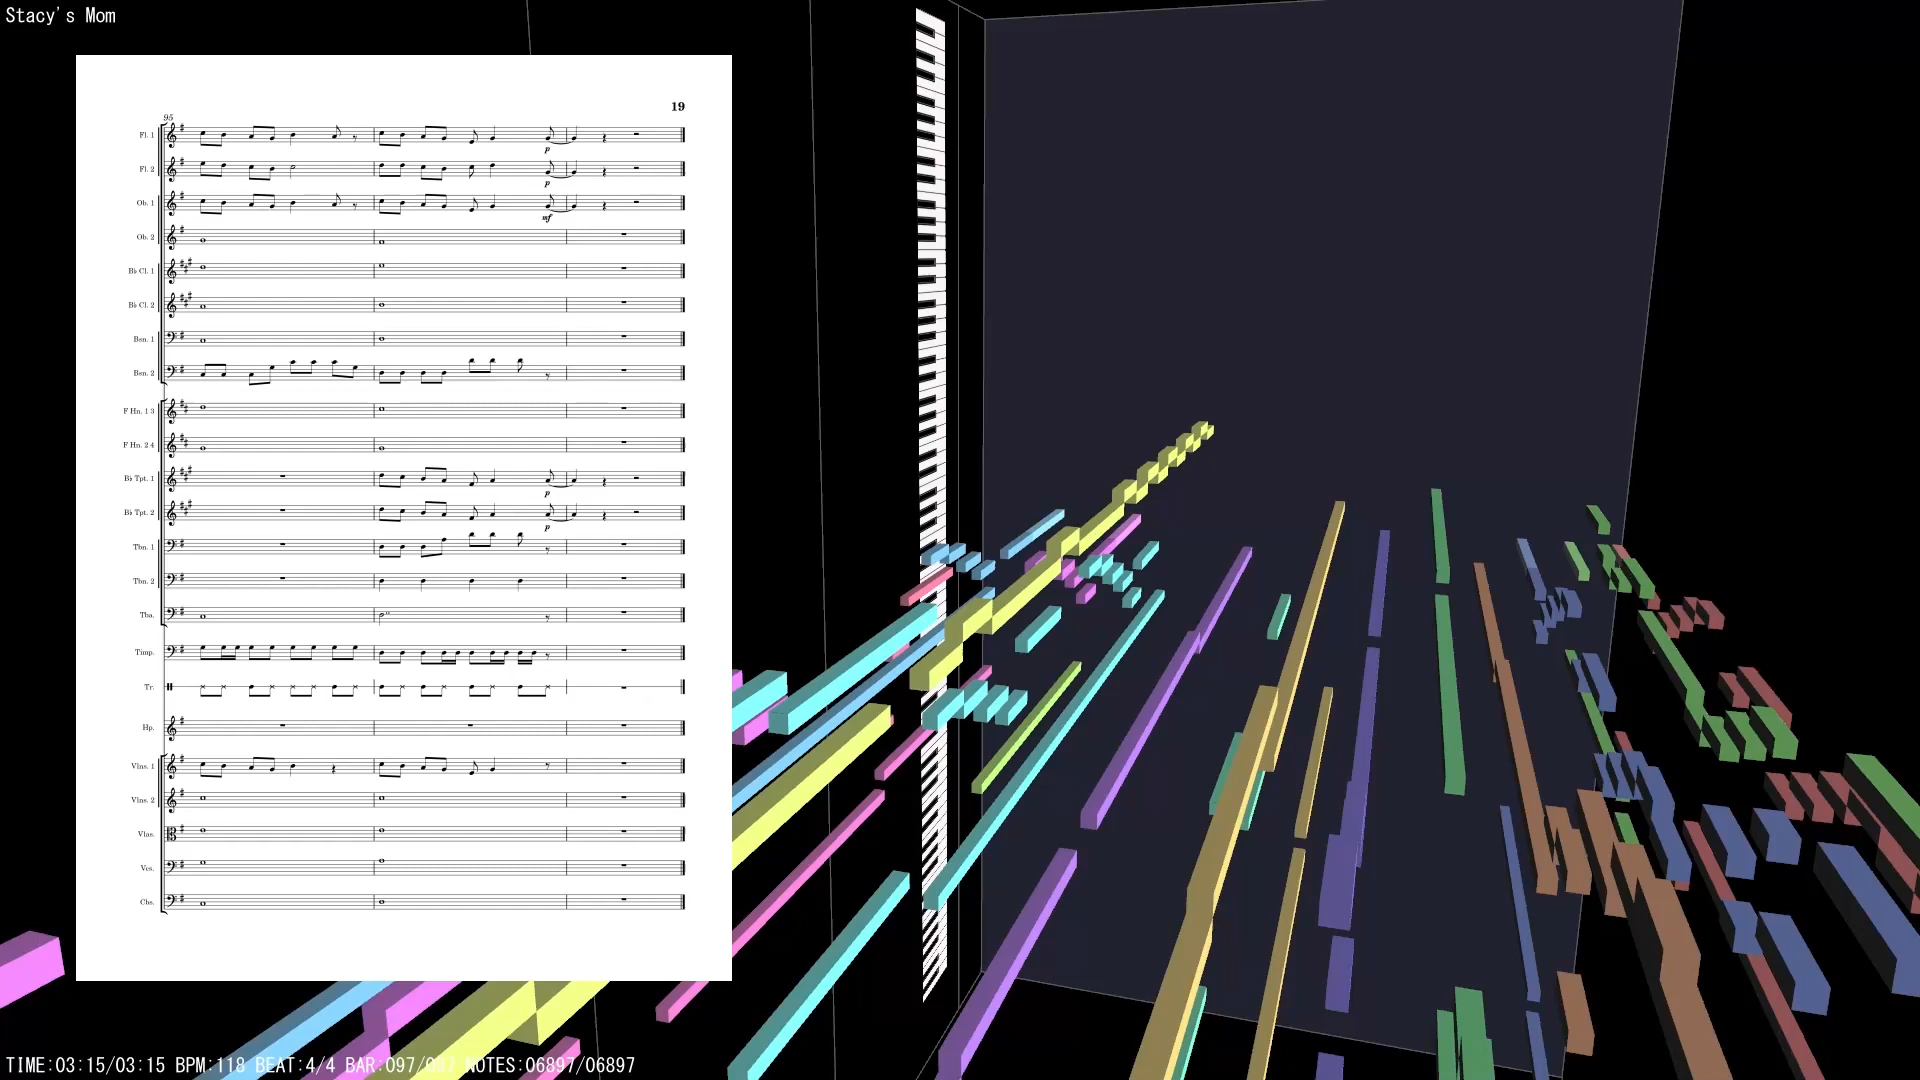 Stacy's Mom
19
95
Fl. 1
Fl. 2
p
p
Ob. 1
mf
Ob. 2
B♭ Cl. 1
B♭ Cl. 2
Bsn. 1
Bsn. 2
F Hn. 1 3
F Hn. 2 4
B♭ Tpt. 1
p
B♭ Tpt. 2
p
Tbn. 1
Tbn. 2
Tba.
Timp.
Tr.
Hp.
Vlns. 1
Vlns. 2
Vlas.
Vcs.
Cbs.
TIME:03:15/03:15 BPM:118 BEAT:4/4 BAR:097/097 NOTES:06897/06897